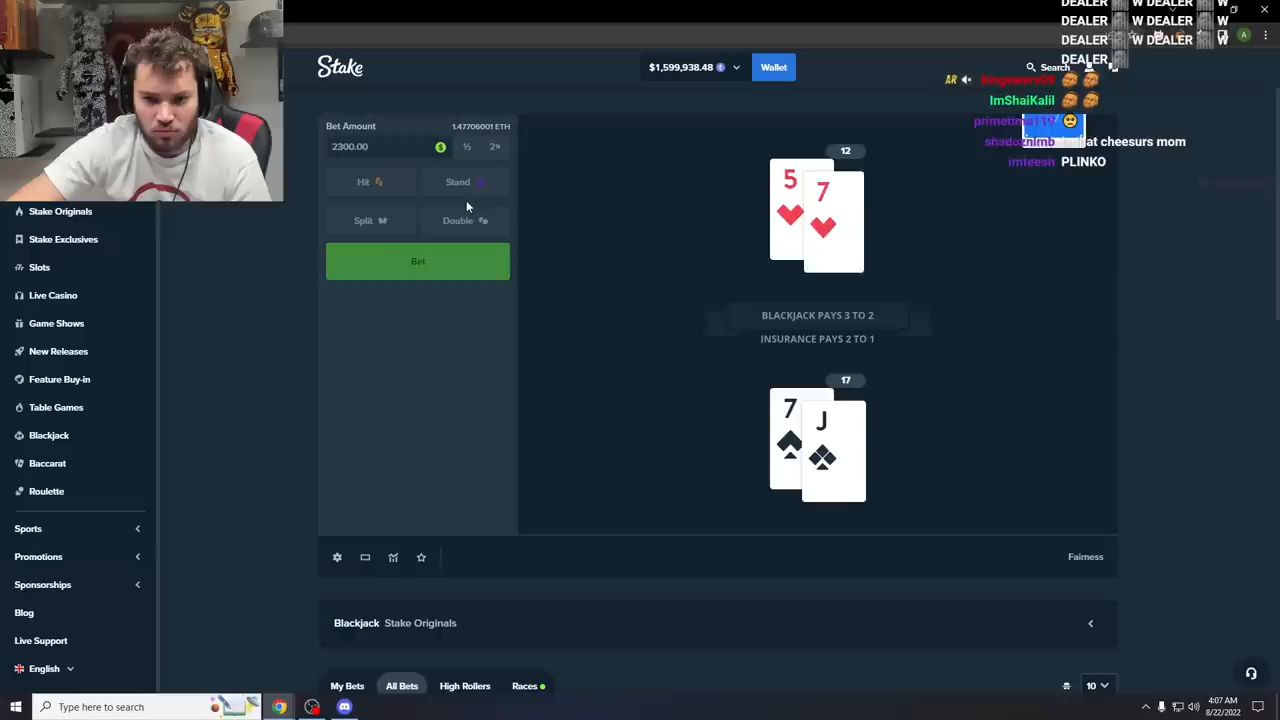 DEALER W DEALER W
DEALER W DEALER W
DEALER W DEALER W
DEALER
Stake
$1,599,938.48
Wallet
Search
A
kingswerv09
ImShaiKalil
shadoznlmb at cheesurs mom
imteesn PLINKO
Bet Amount
1.47706001 ETH
2300.00
½
2×
Hit
Stand
Split
Double
Bet
12
5
7
BLACKJACK PAYS 3 TO 2
INSURANCE PAYS 2 TO 1
17
7
J
Stake Originals
Stake Exclusives
Slots
Live Casino
Game Shows
New Releases
Feature Buy-in
Table Games
Blackjack
Baccarat
Roulette
Sports
Promotions
Sponsorships
Blog
Live Support
English
Fairness
Blackjack Stake Originals
My Bets
All Bets
High Rollers
Races
10
Type here to search
4:07 AM
8/22/2022